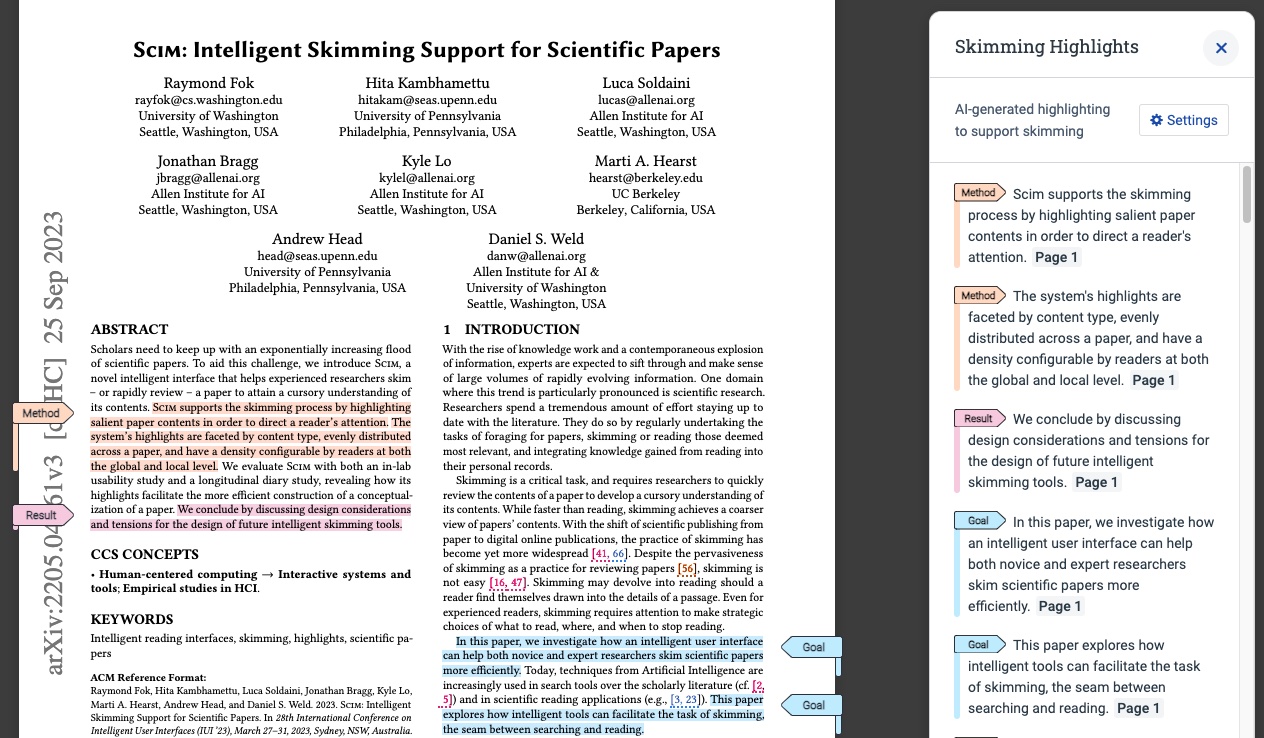 SCIM: Intelligent Skimming Support for Scientific Papers
Raymond Fok
rayfok@cs.washington.edu
University of Washington
Seattle, Washington, USA
Hita Kambhamettu
hitakam@seas.upenn.edu
University of Pennsylvania
Philadelphia, Pennsylvania, USA
Luca Soldaini
lucas@allenai.org
Allen Institute for AI
Seattle, Washington, USA
Jonathan Bragg
jbragg@allenai.org
Allen Institute for AI
Seattle, Washington, USA
Kyle Lo
kylel@allenai.org
Allen Institute for AI
Seattle, Washington, USA
Marti A. Hearst
hearst@berkeley.edu
UC Berkeley
Berkeley, California, USA
Andrew Head
head@seas.upenn.edu
University of Pennsylvania
Philadelphia, Pennsylvania, USA
Daniel S. Weld
danw@allenai.org
Allen Institute for AI &
University of Washington
Seattle, Washington, USA
25 Sep 2023
ABSTRACT
Scholars need to keep up with an exponentially increasing flood
of scientific papers. To aid this challenge, we introduce SCIM, a
novel intelligent interface that helps experienced researchers skim
– or rapidly review – a paper to attain a cursory understanding of
its contents. SCIM supports the skimming process by highlighting
salient paper contents in order to direct a reader's attention. The
system's highlights are faceted by content type, evenly distributed
across a paper, and have a density configurable by readers at both
the global and local level. We evaluate SCIM with both an in-lab
usability study and a longitudinal diary study, revealing how its
highlights facilitate the more efficient construction of a conceptual-
ization of a paper. We conclude by discussing design considerations
and tensions for the design of future intelligent skimming tools.
Method
Result
CCS CONCEPTS
• Human-centered computing → Interactive systems and
tools; Empirical studies in HCI.
KEYWORDS
Intelligent reading interfaces, skimming, highlights, scientific pa-
pers
ACM Reference Format:
Raymond Fok, Hita Kambhamettu, Luca Soldaini, Jonathan Bragg, Kyle Lo,
Marti A. Hearst, Andrew Head, and Daniel S. Weld. 2023. SCIM: Intelligent
Skimming Support for Scientific Papers. In 28th International Conference on
Intelligent User Interfaces (IUI '23), March 27–31, 2023, Sydney, NSW, Australia.
1 INTRODUCTION
With the rise of knowledge work and a contemporaneous explosion
of information, experts are expected to sift through and make sense
of large volumes of rapidly evolving information. One domain
where this trend is particularly pronounced is scientific research.
Researchers spend a tremendous amount of effort staying up to
date with the literature. They do so by regularly undertaking the
tasks of foraging for papers, skimming or reading those deemed
most relevant, and integrating knowledge gained from reading into
their personal records.
Skimming is a critical task, and requires researchers to quickly
review the contents of a paper to develop a cursory understanding of
its contents. While faster than reading, skimming achieves a coarser
view of papers' contents. With the shift of scientific publishing from
paper to digital online publications, the practice of skimming has
become yet more widespread [41, 66]. Despite the pervasiveness
of skimming as a practice for reviewing papers [56], skimming is
not easy [16, 47]. Skimming may devolve into reading should a
reader find themselves drawn into the details of a passage. Even for
experienced readers, skimming requires attention to make strategic
choices of what to read, where, and when to stop reading.
In this paper, we investigate how an intelligent user interface
can help both novice and expert researchers skim scientific papers
more efficiently. Today, techniques from Artificial Intelligence are
increasingly used in search tools over the scholarly literature (cf. [2,
5]) and in scientific reading applications (e.g., [3, 23]). This paper
explores how intelligent tools can facilitate the task of skimming,
the seam between searching and reading.
Goal
Goal
Skimming Highlights
AI-generated highlighting
to support skimming
Settings
Method Scim supports the skimming
process by highlighting salient paper
contents in order to direct a reader's
attention. Page 1
Method The system's highlights are
faceted by content type, evenly
distributed across a paper, and have a
density configurable by readers at both
the global and local level. Page 1
Result We conclude by discussing
design considerations and tensions for
the design of future intelligent
skimming tools. Page 1
Goal In this paper, we investigate how
an intelligent user interface can help
both novice and expert researchers
skim scientific papers more
efficiently. Page 1
Goal This paper explores how
intelligent tools can facilitate the task
of skimming, the seam between
searching and reading. Page 1